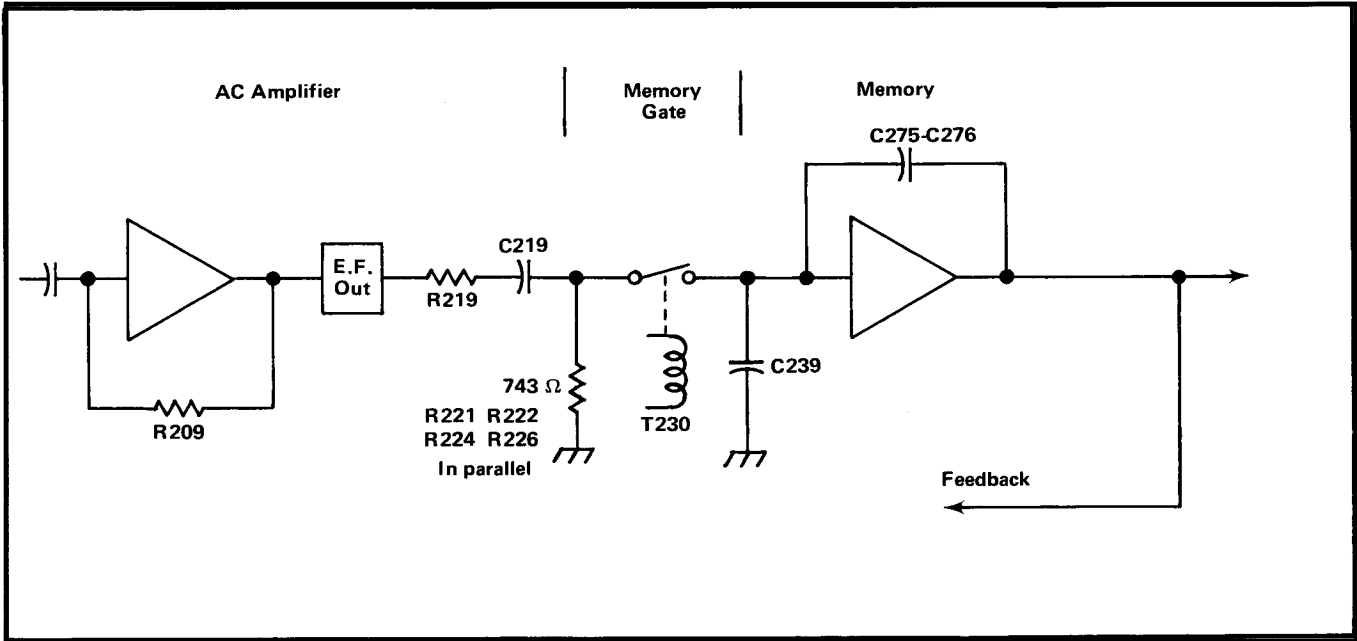 AC Amplifier
Memory
Gate
Memory
C275-C276
E.F.
Out
C219
R219
R209
743 Ω
R221 R222
R224 R226
In parallel
T230
C239
Feedback